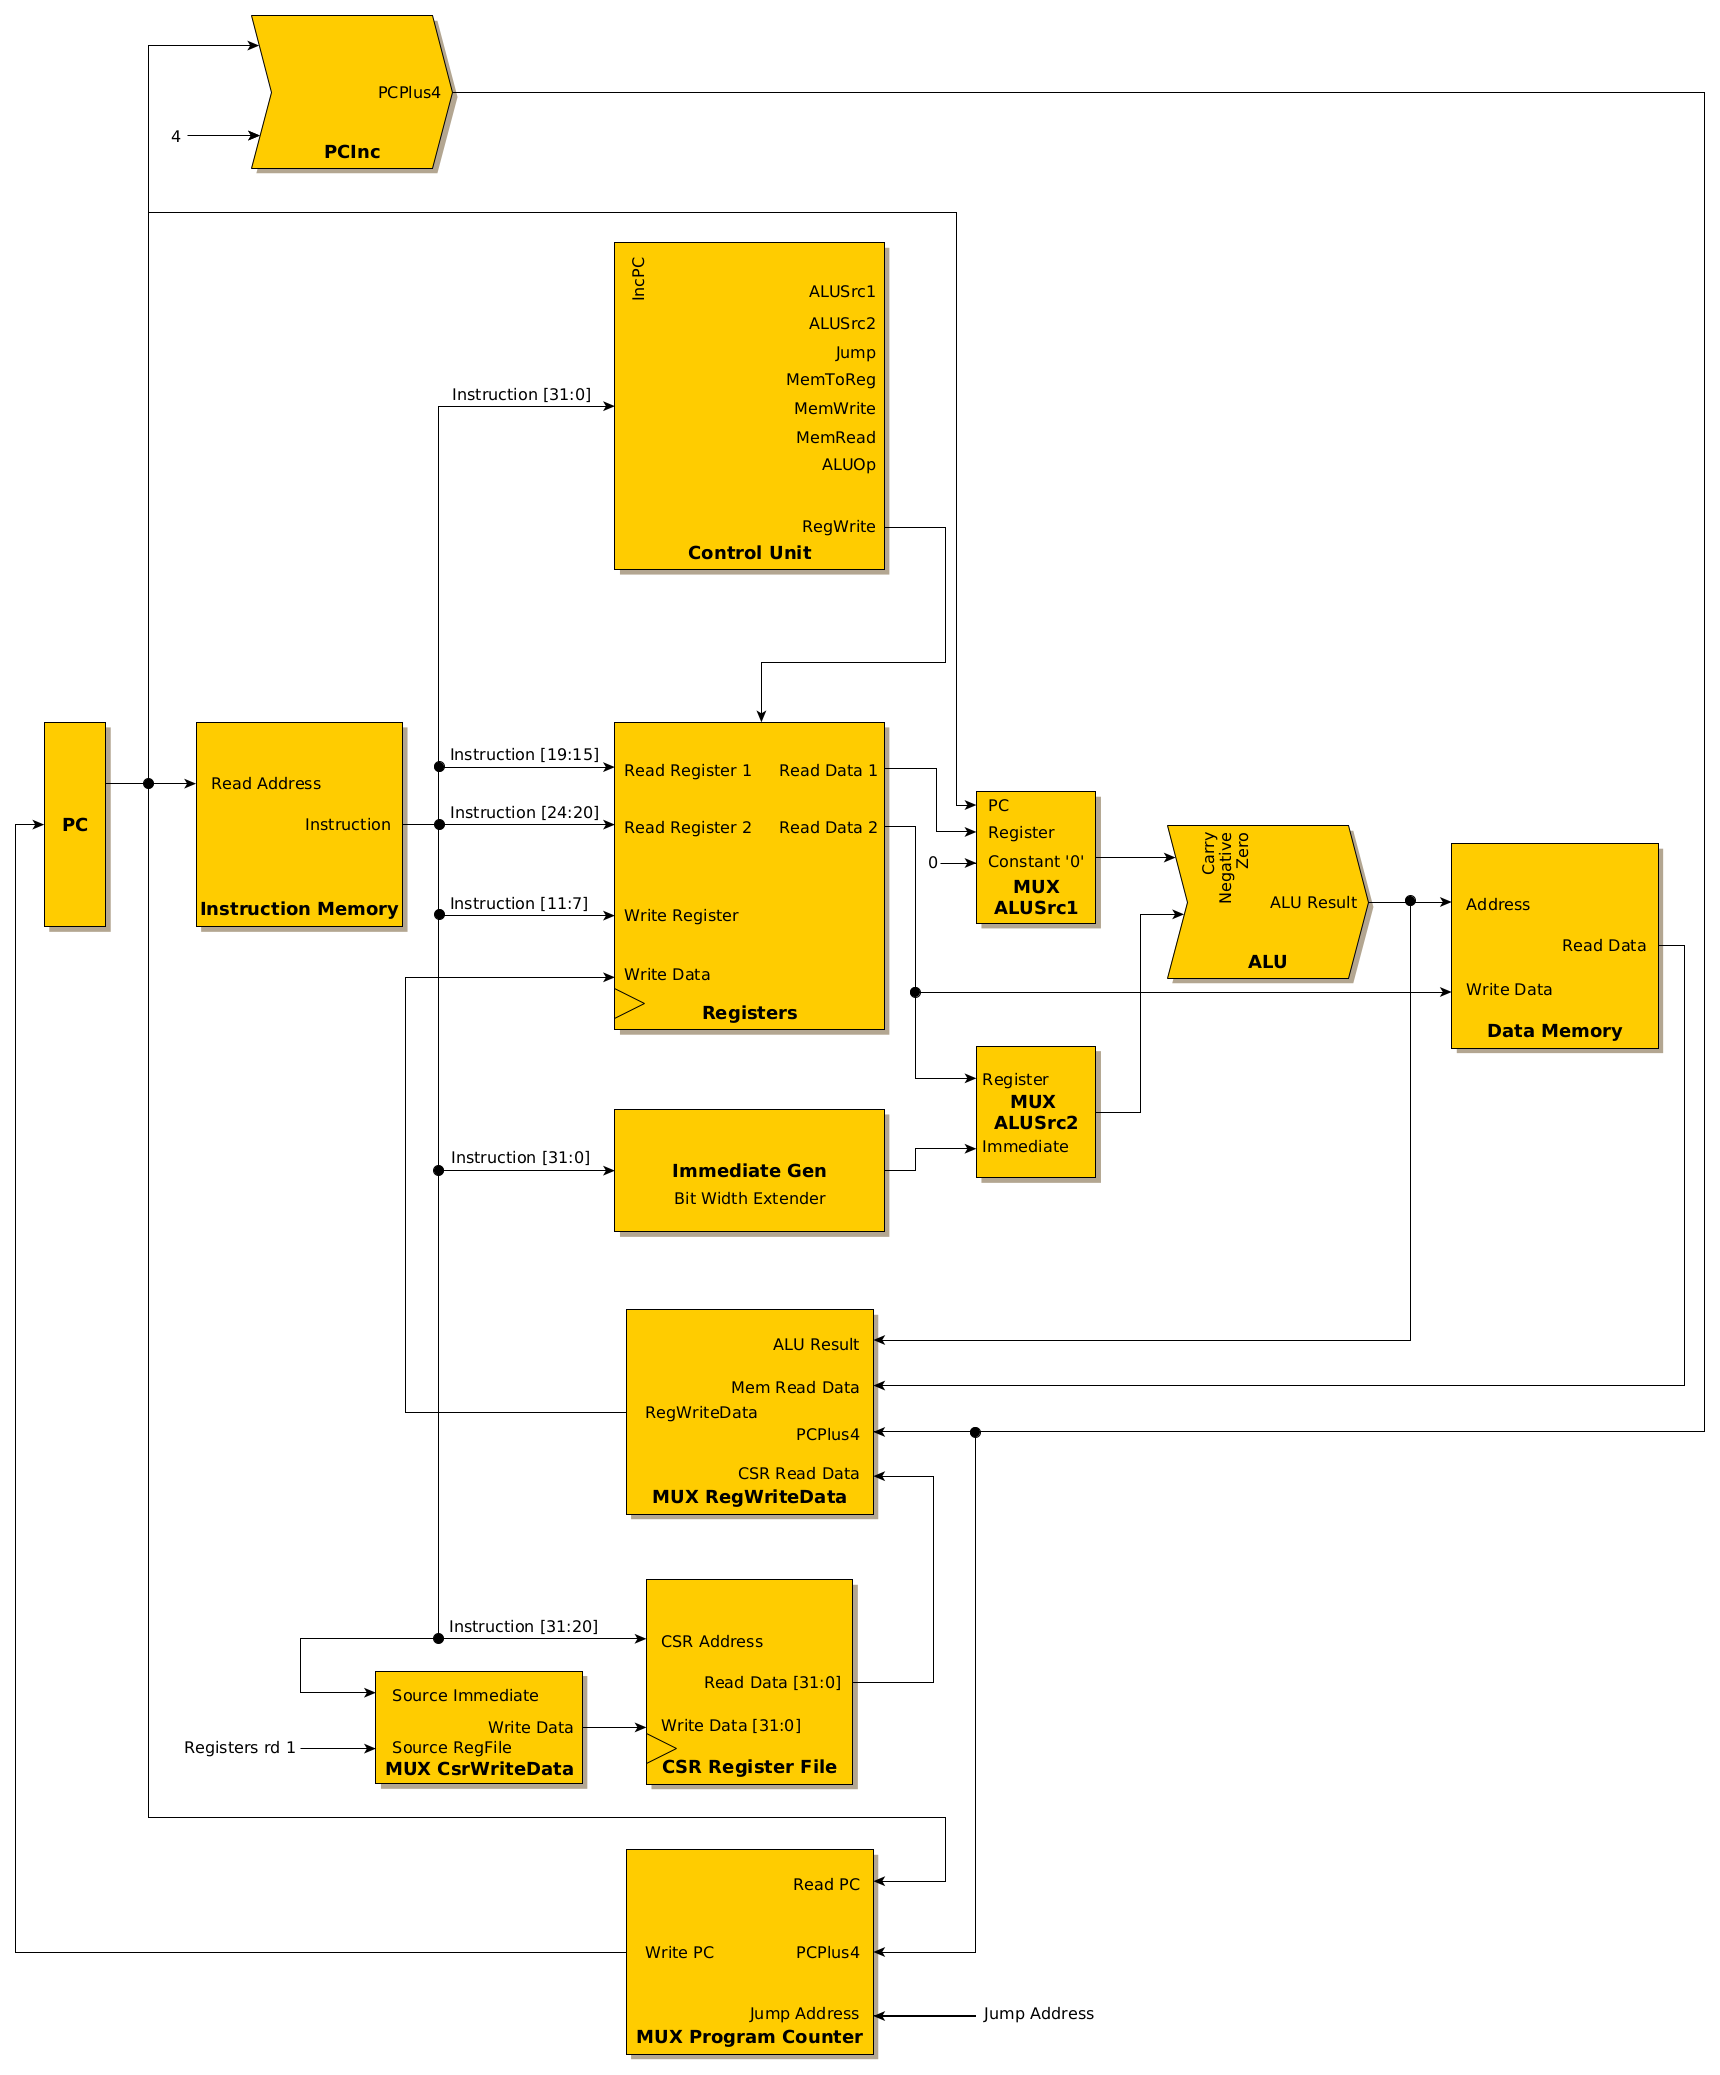 PCPlus4
4
PCInc
IncPC
ALUSrc1
ALUSrc2
Jump
MemToReg
MemWrite
MemRead
ALUOp
RegWrite
Control Unit
Instruction [31:0]
PC
Read Address
Instruction
Instruction Memory
Instruction [19:15]
Instruction [24:20]
Instruction [11:7]
Read Register 1
Read Data 1
Read Register 2
Read Data 2
Write Register
Write Data
Registers
PC
Register
0
Constant '0'
MUX
ALUSrc1
Carry
Negative
Zero
ALU Result
ALU
Address
Read Data
Write Data
Data Memory
Register
MUX
ALUSrc2
Immediate
Instruction [31:0]
Immediate Gen
Bit Width Extender
ALU Result
Mem Read Data
RegWriteData
PCPlus4
CSR Read Data
MUX RegWriteData
Instruction [31:20]
CSR Address
Read Data [31:0]
Write Data [31:0]
CSR Register File
Source Immediate
Write Data
Registers rd 1
Source RegFile
MUX CsrWriteData
Read PC
Write PC
PCPlus4
Jump Address
Jump Address
MUX Program Counter